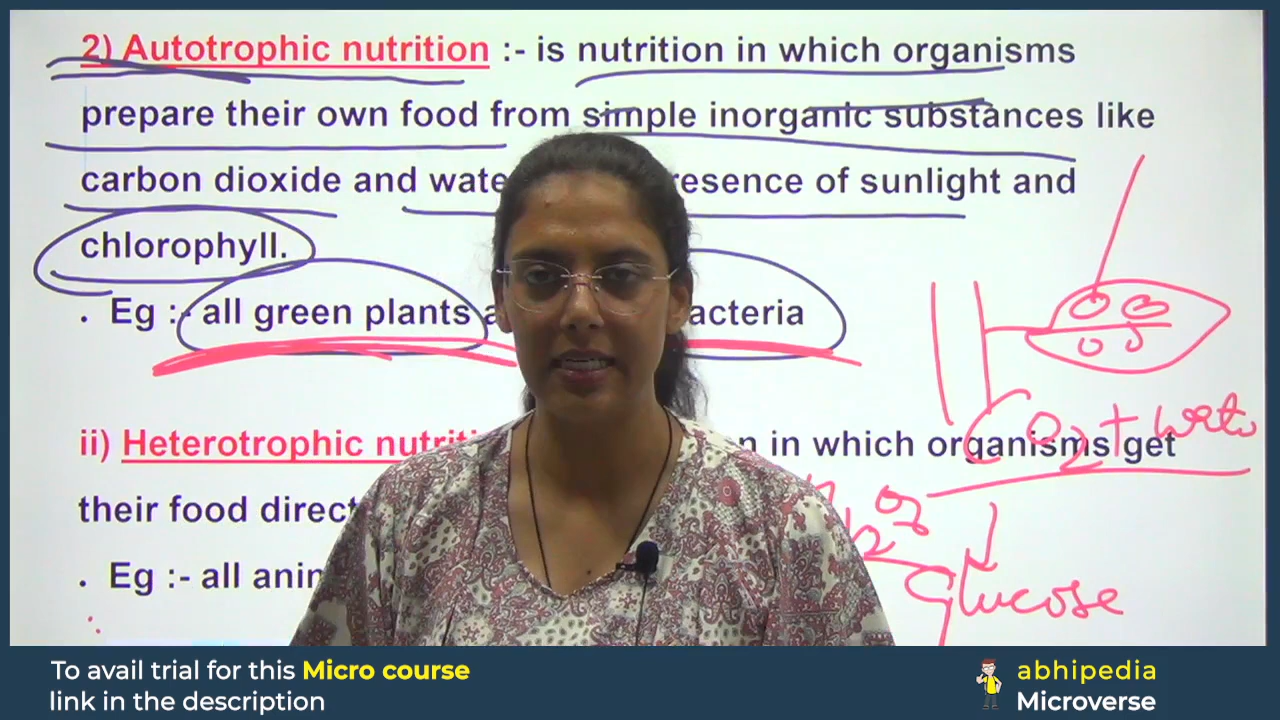 2) Autotrophic nutrition :- is nutrition in which organisms
prepare their own food from simple inorganic substances like
carbon dioxide and wate resence of sunlight and
chlorophyll.
. Eg :- all green plants a acteria
ii) Heterotrophic nutriti n in which organisms get
their food direct
. Eg :- all anim
CO2 + wate
Glucose
To avail trial for this Micro course
link in the description
abhipedia
Microverse